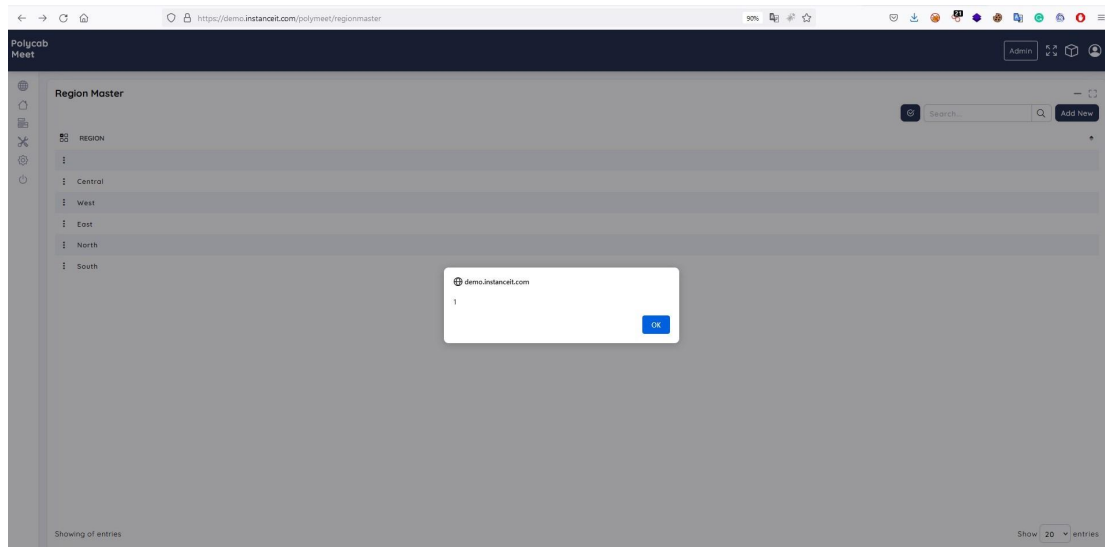 https://demo.instanceit.com/polymeet/regionmaster
90%
21
Polycab
Meet
Admin
Region Master
Search...
Add New
REGION
Central
West
East
North
South
demo.instanceit.com
1
OK
Showing of entries
Show 20 entries